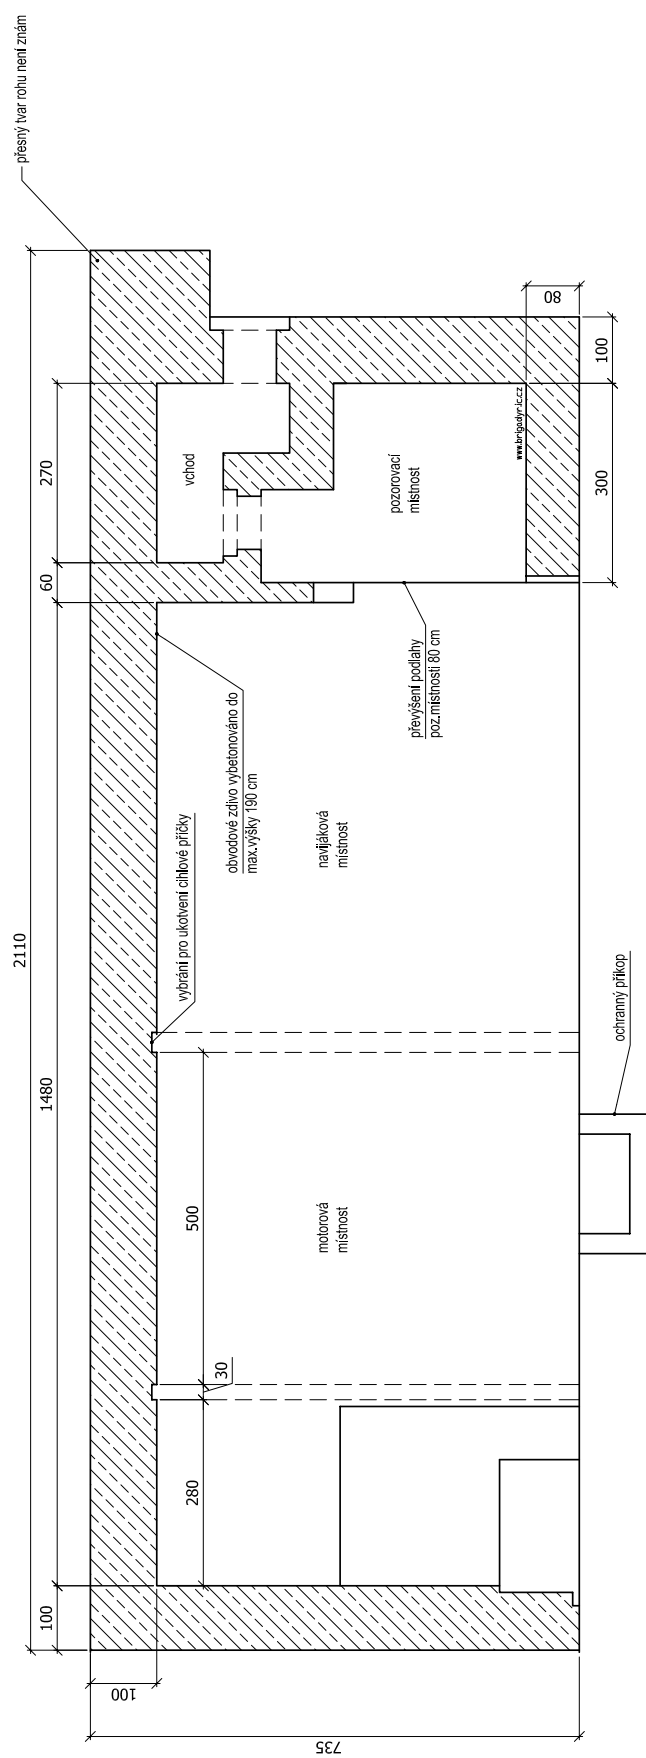 přesný tvar rohu není znám
2110
270
60
1480
100
vchod
80
100
300
www.brigadyr.ic.cz
pozorovací
místnost
převýšení podlahy
poz.místnosti 80 cm
obvodové zdivo vybetonováno do
max.výšky 190 cm
vybrání pro ukotvení cihlové příčky
navijáková
místnost
ochranný příkop
500
motorová
místnost
30
280
100
735